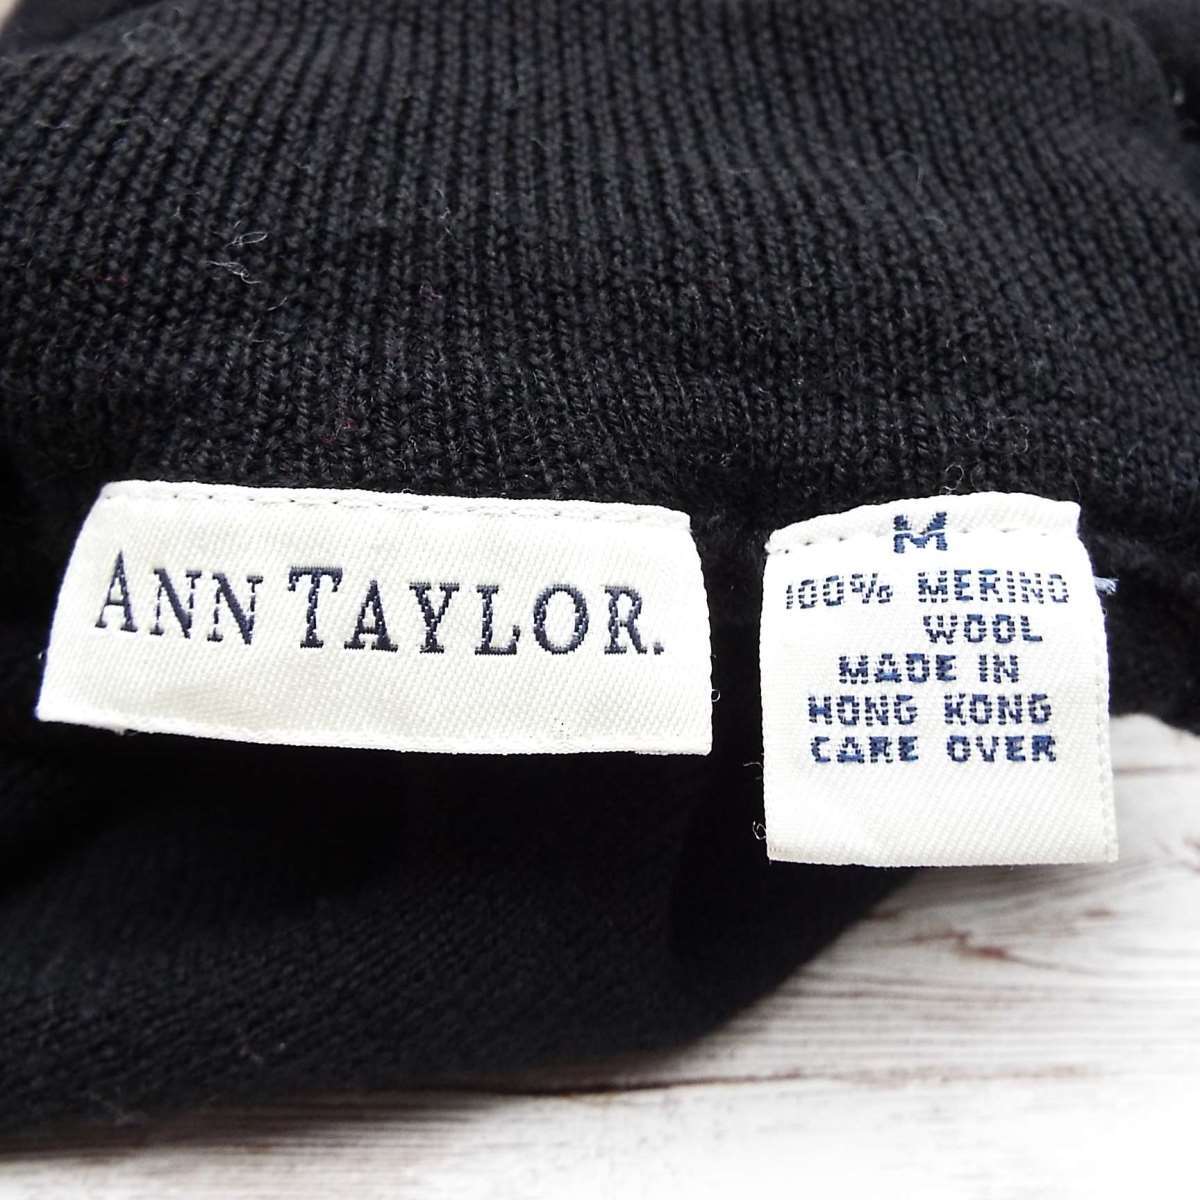 ANN TAYLOR.
M
100% MERINO
WOOL
MADE IN
HONG KONG
CARE OVER